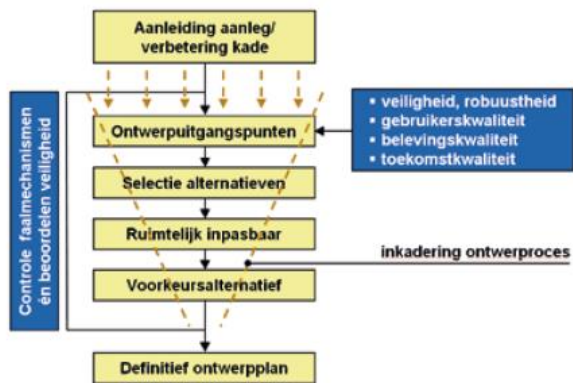 Aanleiding aanleg/
verbetering kade
Controle faalmechanismen
én beoordelen veiligheid
Ontwerpuitgangspunten
▪ veiligheid, robuustheid
▪ gebruikerskwaliteit
▪ belevingskwaliteit
▪ toekomstkwaliteit
Selectie alternatieven
Ruimtelijk inpasbaar
inkadering ontwerproces
Voorkeursalternatief
Definitief ontwerpplan